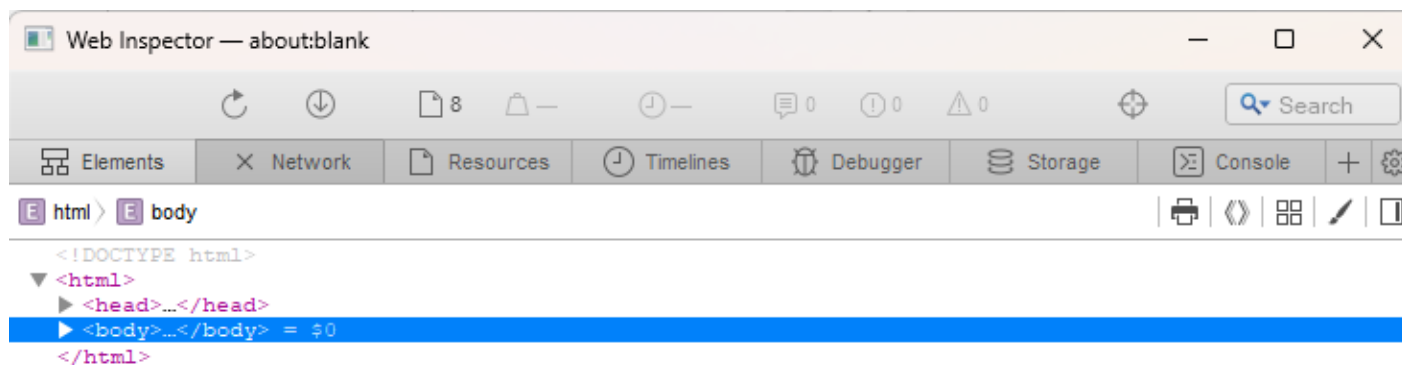 Web Inspector — about:blank
8 — — 0 0 0 Search
Elements Network Resources Timelines Debugger Storage Console
E html E body
<!DOCTYPE html>
<html>
<head>…</head>
<body>…</body> = $0
</html>